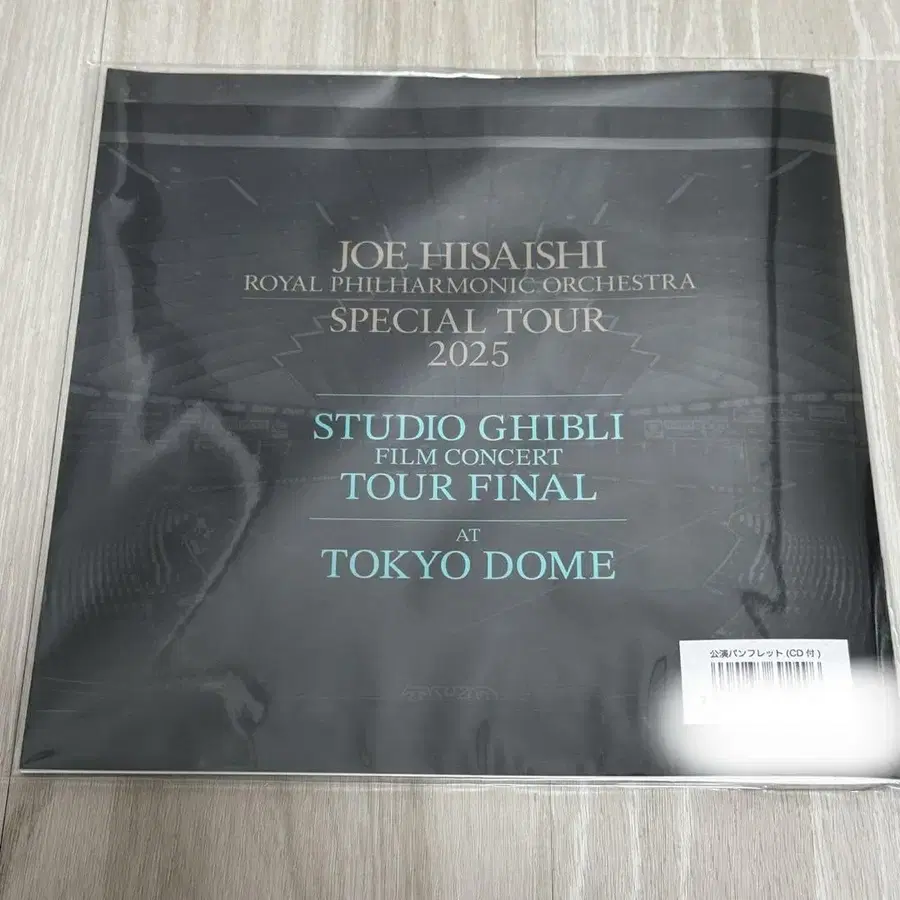 JOE HISAISHI
ROYAL PHILHARMONIC ORCHESTRA
SPECIAL TOUR
2025
STUDIO GHIBLI
FILM CONCERT
TOUR FINAL
AT
TOKYO DOME
公演パンフレット (CD付)